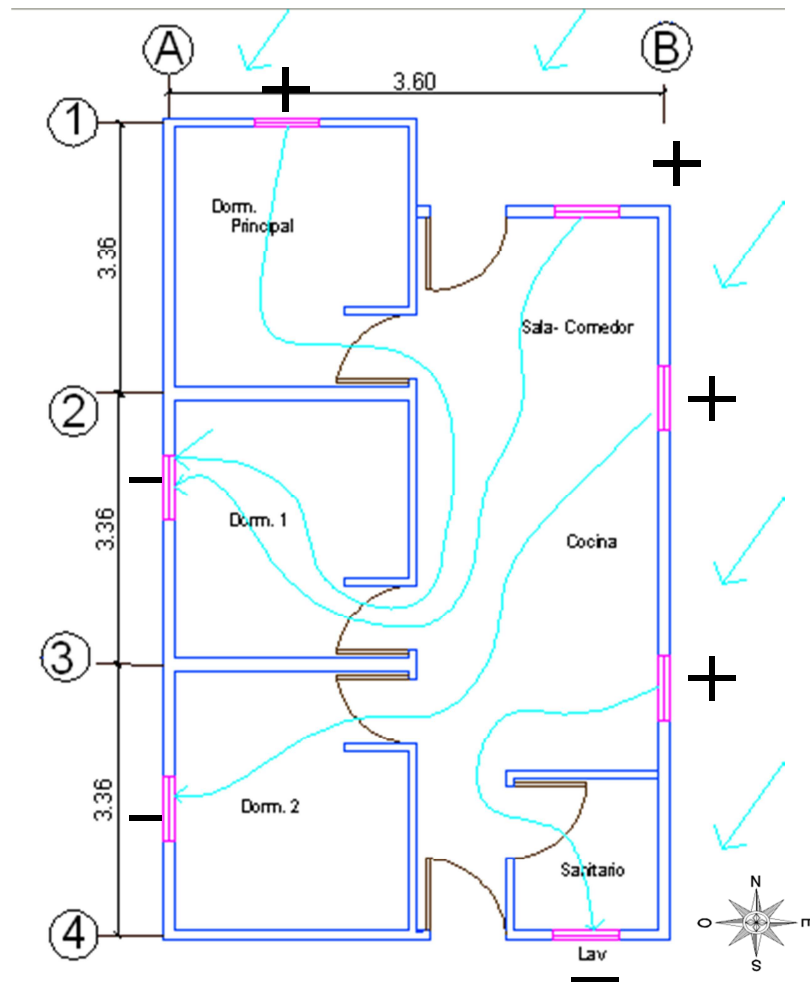 A
B
3.60
+
1
+
Dorm.
Principal
3.36
Sala- Comedor
2
+
-
Dorm. 1
3.36
Cocina
3
+
Dorm. 2
3.36
-
Sanitario
N
O
E
S
4
Lav
-